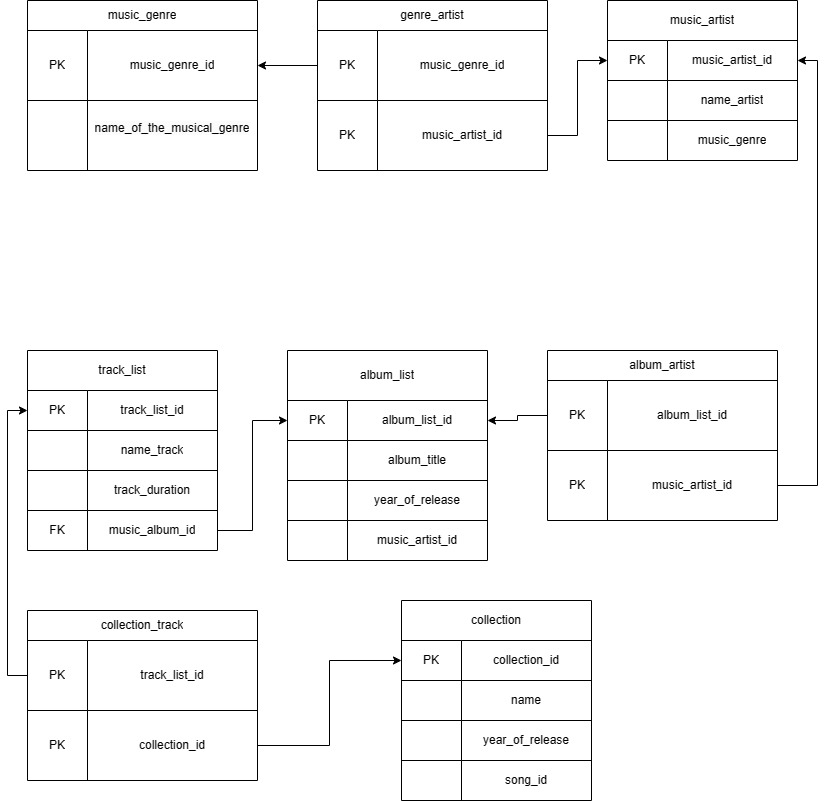 music_genre
PK music_genre_id
name_of_the_musical_genre
genre_artist
PK music_genre_id
PK music_artist_id
music_artist
PK music_artist_id
name_artist
music_genre
track_list
PK track_list_id
name_track
track_duration
FK music_album_id
album_list
PK album_list_id
album_title
year_of_release
music_artist_id
album_artist
PK album_list_id
PK music_artist_id
collection_track
PK track_list_id
PK collection_id
collection
PK collection_id
name
year_of_release
song_id